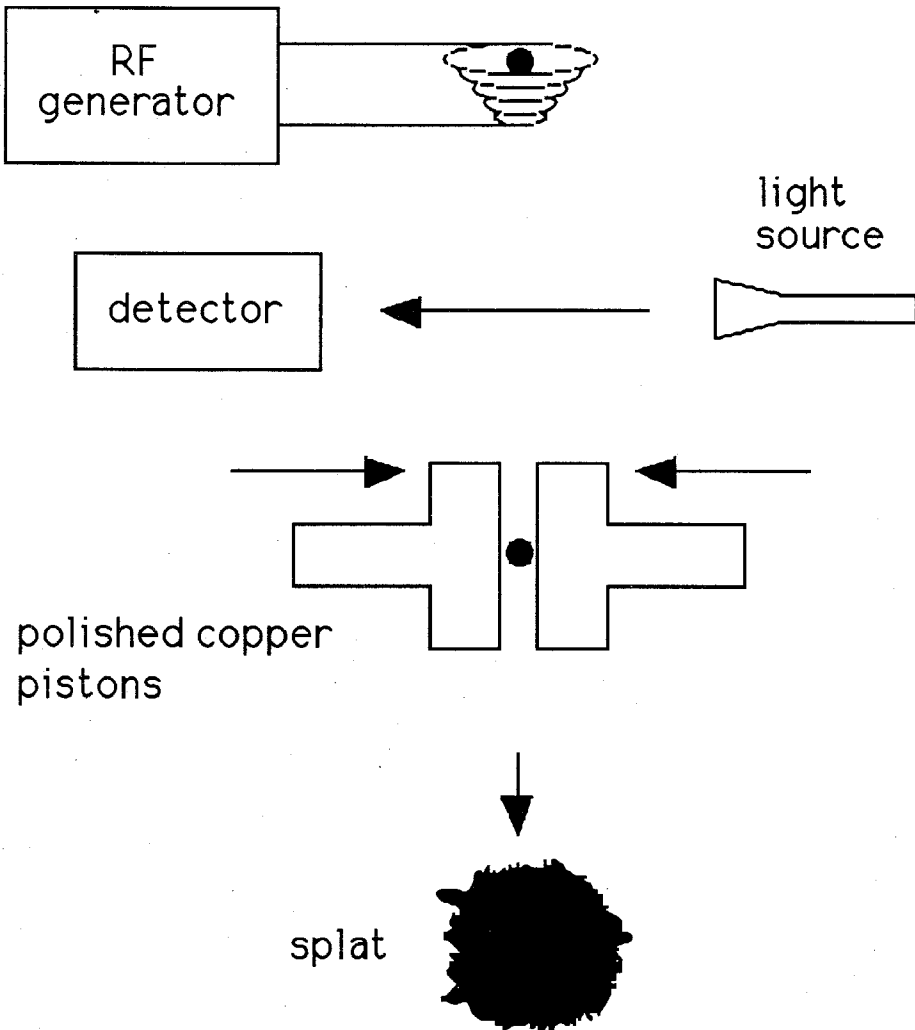 RF
generator
light
source
detector
polished copper
pistons
splat